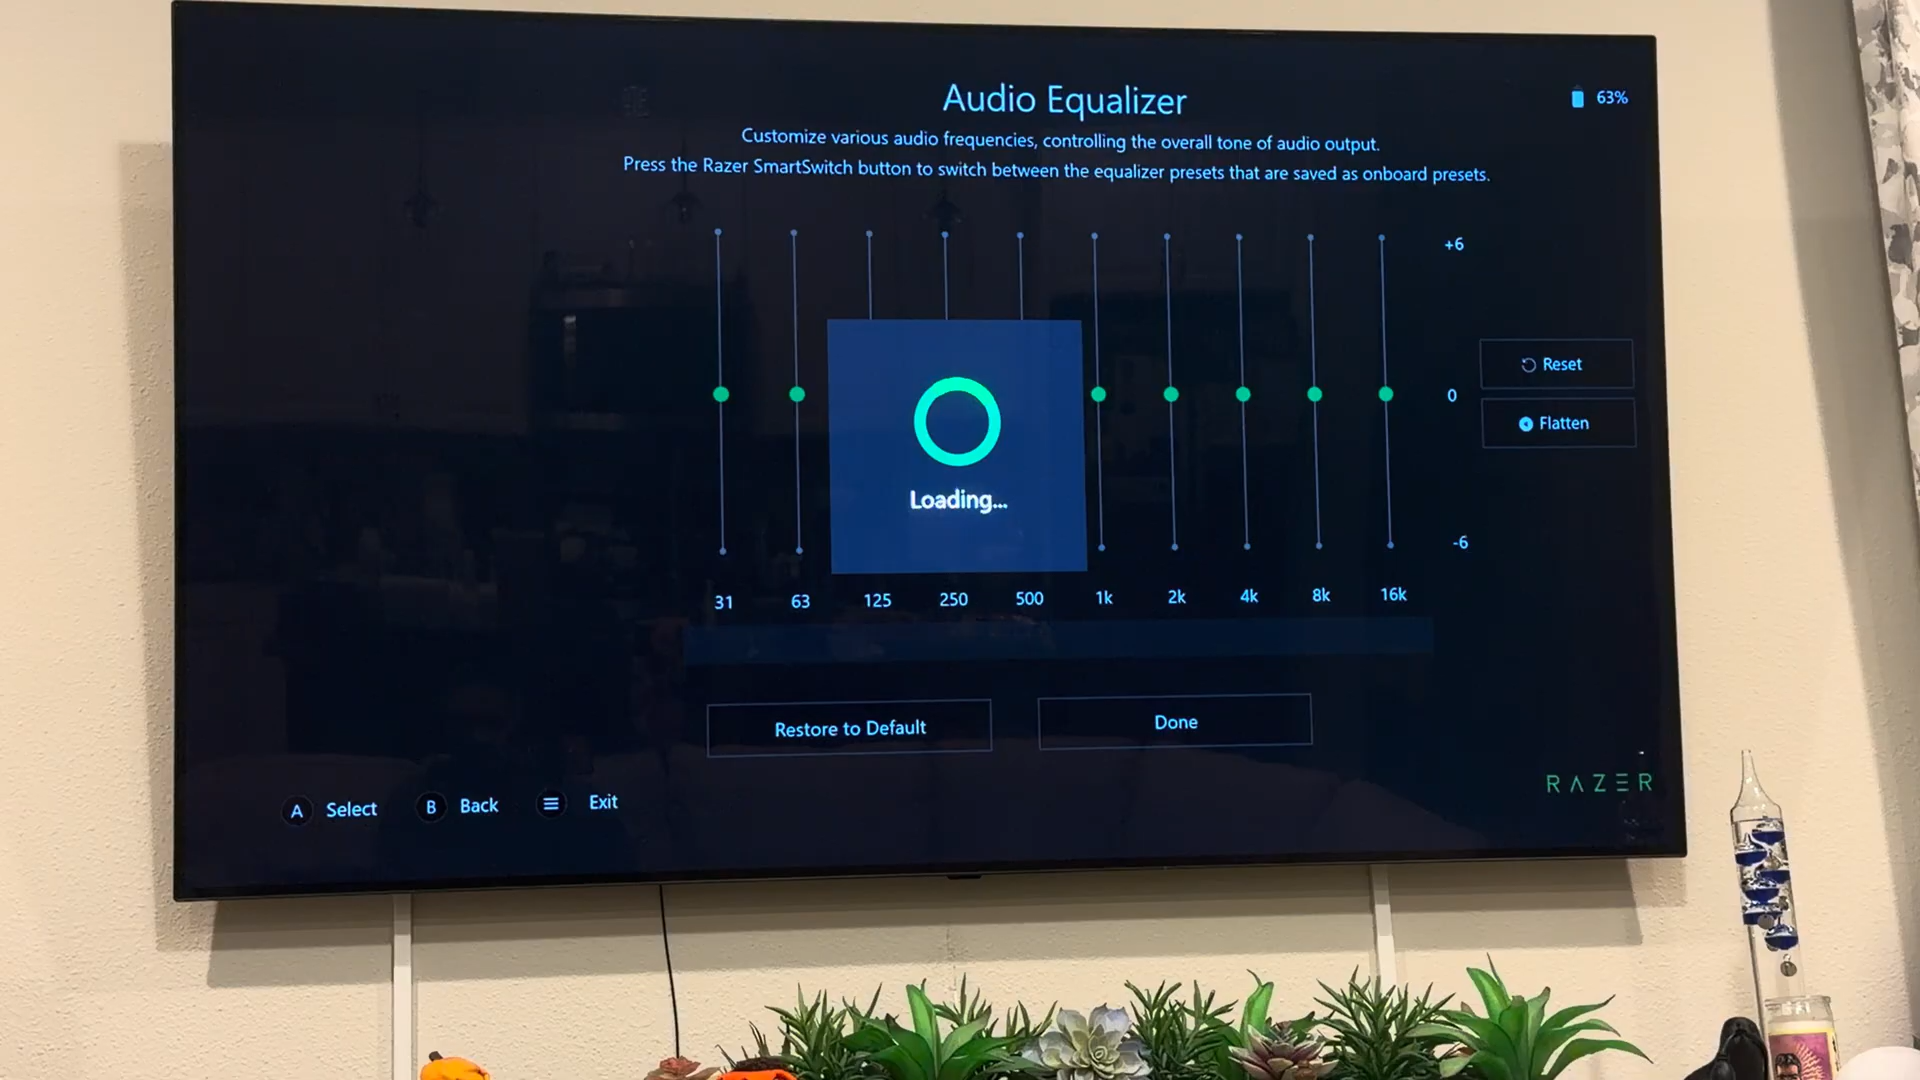 Audio Equalizer
63%
Customize various audio frequencies, controlling the overall tone of audio output.
Press the Razer SmartSwitch button to switch between the equalizer presets that are saved as onboard presets.
+6
Reset
0
Flatten
Loading...
-6
31 63 125 250 500 1k 2k 4k 8k 16k
Restore to Default
Done
RAZER
A Select B Back Exit